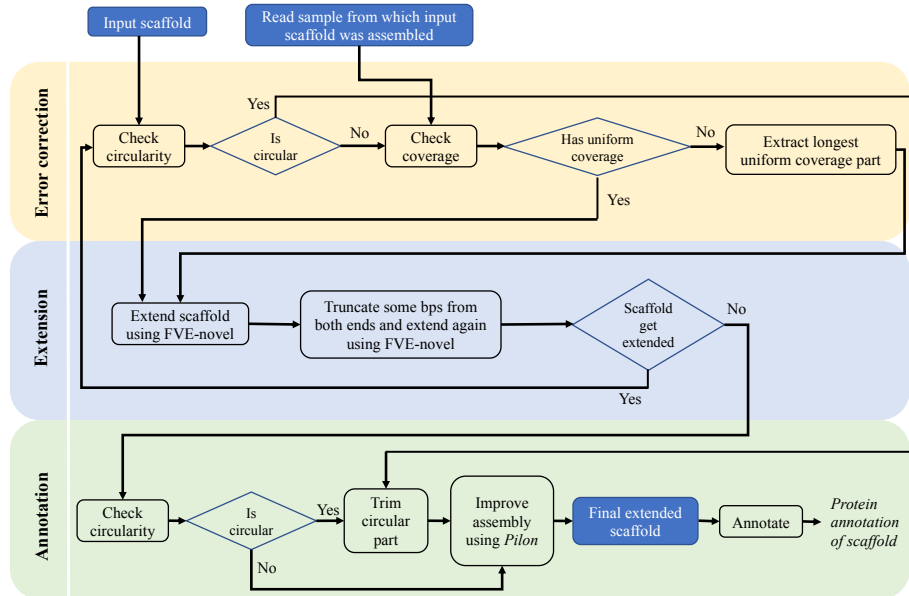 Input scaffold
Read sample from which input
scaffold was assembled
Error correction
Yes
Check
circularity
Is
circular
No
Check
coverage
Has uniform
coverage
No
Extract longest
uniform coverage part
Yes
Extension
Extend scaffold
using FVE-novel
Truncate some bps from
both ends and extend again
using FVE-novel
Scaffold
get
extended
No
Yes
Annotation
Check
circularity
Is
circular
Yes
No
Trim
circular
part
Improve
assembly
using Pilon
Final extended
scaffold
Annotate
Protein
annotation
of scaffold